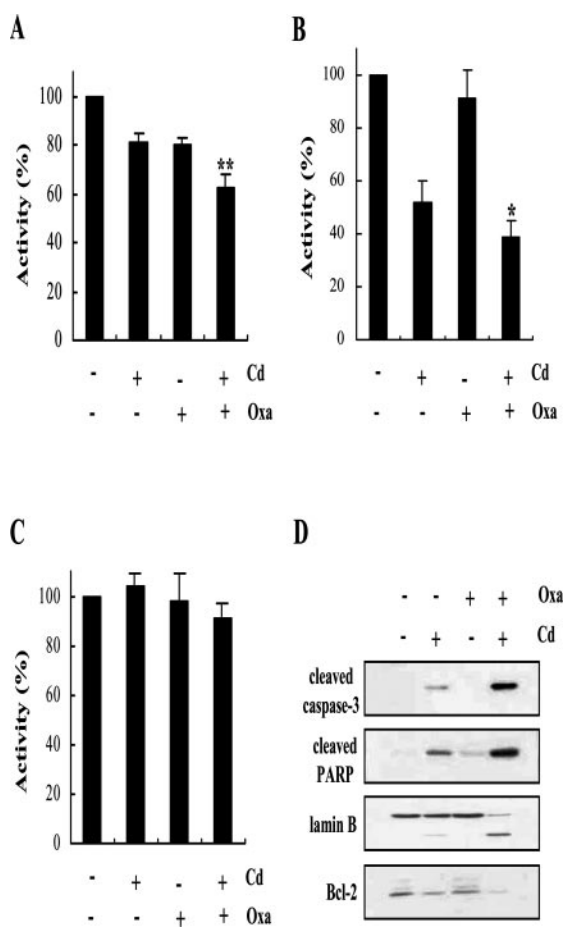 A
Activity (%)
100
80
60
40
20
0
**
- + - + Cd
- - + + Oxa
B
Activity (%)
100
80
60
40
20
0
*
- + - + Cd
- - + + Oxa
C
Activity (%)
100
80
60
40
20
0
- + - + Cd
- - + + Oxa
D
- - + + Oxa
- + - + Cd
cleaved
caspase-3
cleaved
PARP
lamin B
Bcl-2